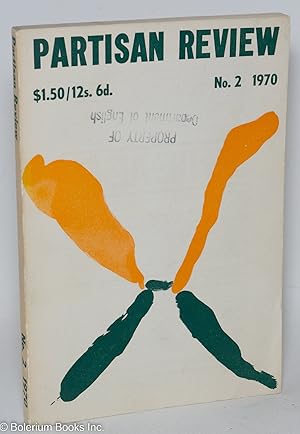 PARTISAN REVIEW
$1.50/12s. 6d.
No. 2 1970
PROPERTY OF
Department of English
Partisan Review
No. 2 1970
Photo © Bolerium Books Inc.